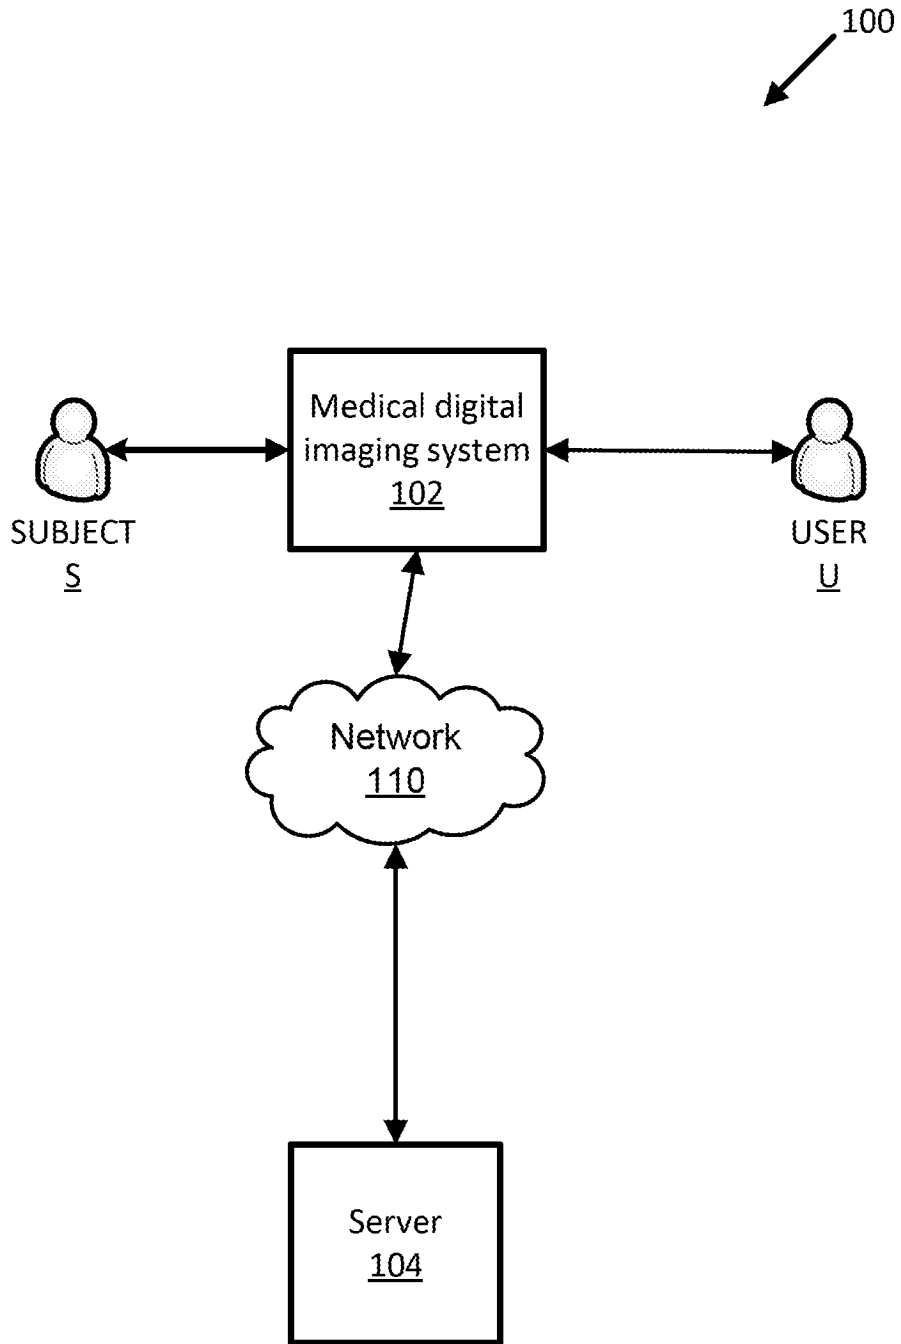 100
Medical digital
imaging system
102
SUBJECT
S
USER
U
Network
110
Server
104